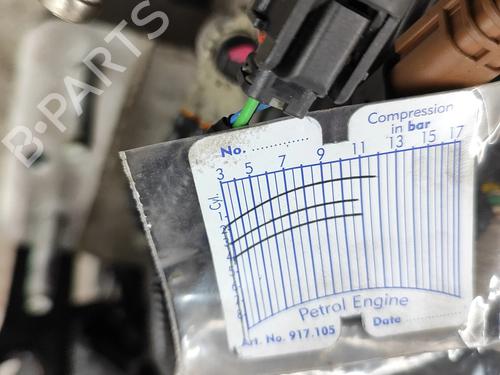 B-PARTS
No. ..............
Compression
in bar
3 5 7 9 11 13 15 17
Cyl.
1
2
3
4
5
6
7
8
Petrol Engine
Art. No. 917.105
Date ..............